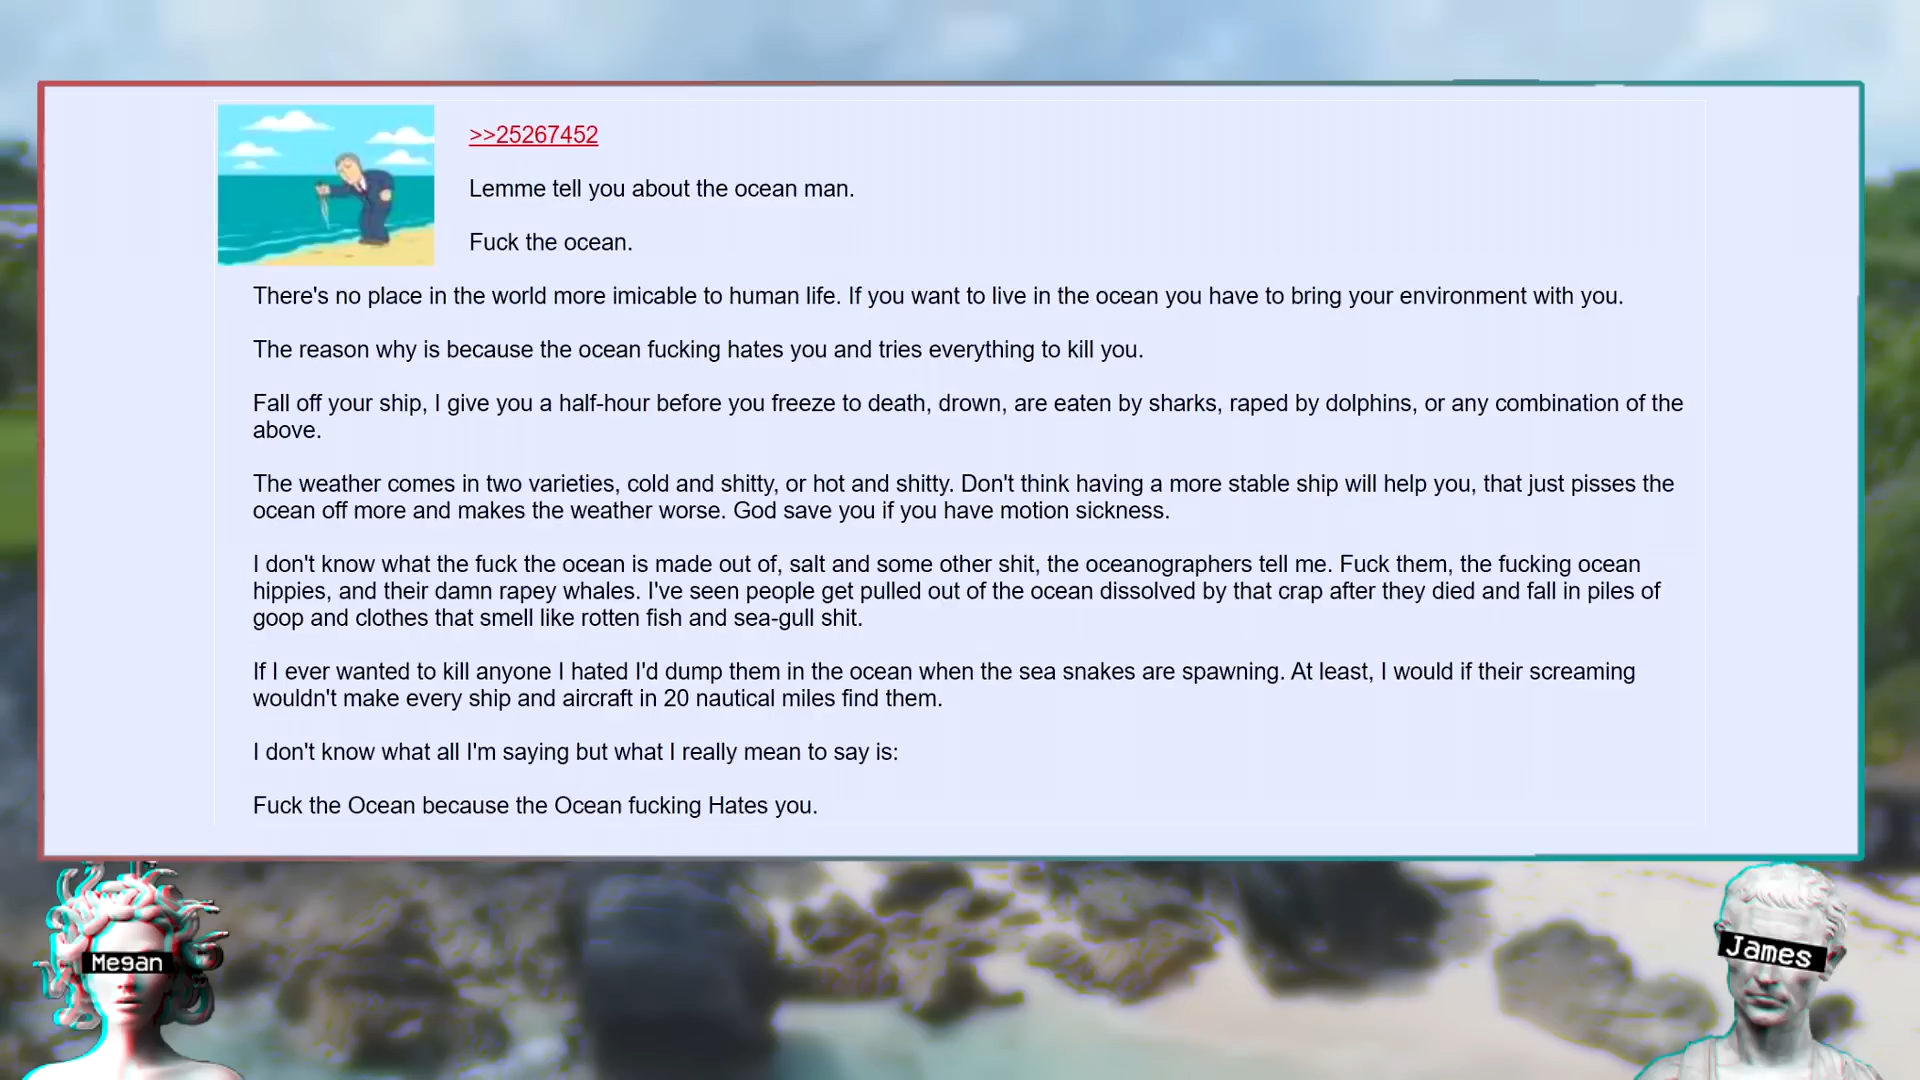 >>25267452
Lemme tell you about the ocean man.
Fuck the ocean.
There's no place in the world more imicable to human life. If you want to live in the ocean you have to bring your environment with you.
The reason why is because the ocean fucking hates you and tries everything to kill you.
Fall off your ship, I give you a half-hour before you freeze to death, drown, are eaten by sharks, raped by dolphins, or any combination of the
above.
The weather comes in two varieties, cold and shitty, or hot and shitty. Don't think having a more stable ship will help you, that just pisses the
ocean off more and makes the weather worse. God save you if you have motion sickness.
I don't know what the fuck the ocean is made out of, salt and some other shit, the oceanographers tell me. Fuck them, the fucking ocean
hippies, and their damn rapey whales. I've seen people get pulled out of the ocean dissolved by that crap after they died and fall in piles of
goop and clothes that smell like rotten fish and sea-gull shit.
If I ever wanted to kill anyone I hated I'd dump them in the ocean when the sea snakes are spawning. At least, I would if their screaming
wouldn't make every ship and aircraft in 20 nautical miles find them.
I don't know what all I'm saying but what I really mean to say is:
Fuck the Ocean because the Ocean fucking Hates you.
Megan
James